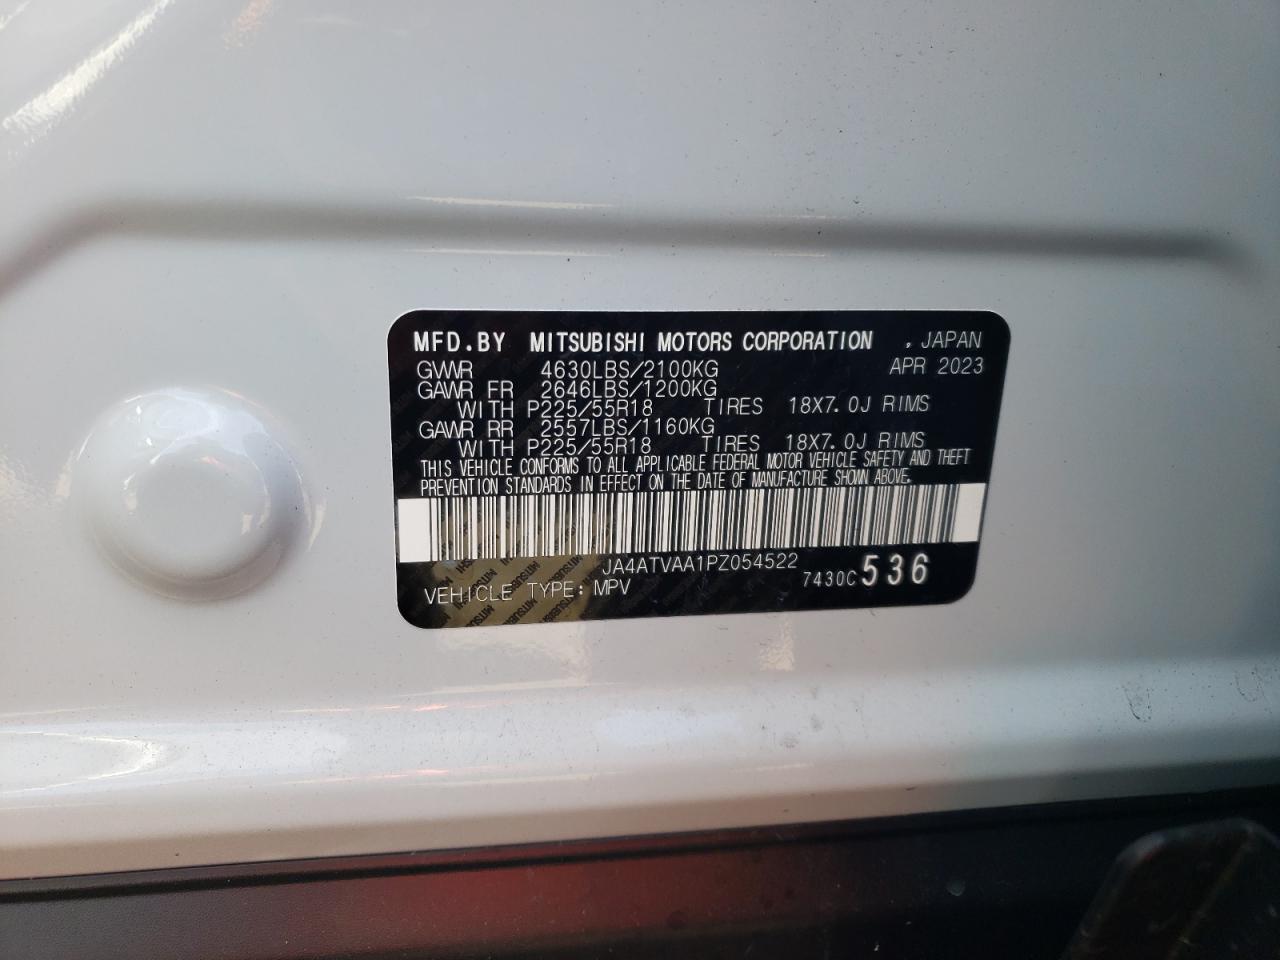 MFD.BY MITSUBISHI MOTORS CORPORATION , JAPAN
GVWR 4630LBS/2100KG APR 2023
GAWR FR 2646LBS/1200KG
WITH P225/55R18 TIRES 18X7.0J RIMS
GAWR RR 2557LBS/1160KG
WITH P225/55R18 TIRES 18X7.0J RIMS
THIS VEHICLE CONFORMS TO ALL APPLICABLE FEDERAL MOTOR VEHICLE SAFETY AND THEFT
PREVENTION STANDARDS IN EFFECT ON THE DATE OF MANUFACTURE SHOWN ABOVE.
JA4ATVAA1PZ054522
VEHICLE TYPE: MPV 7430C 536